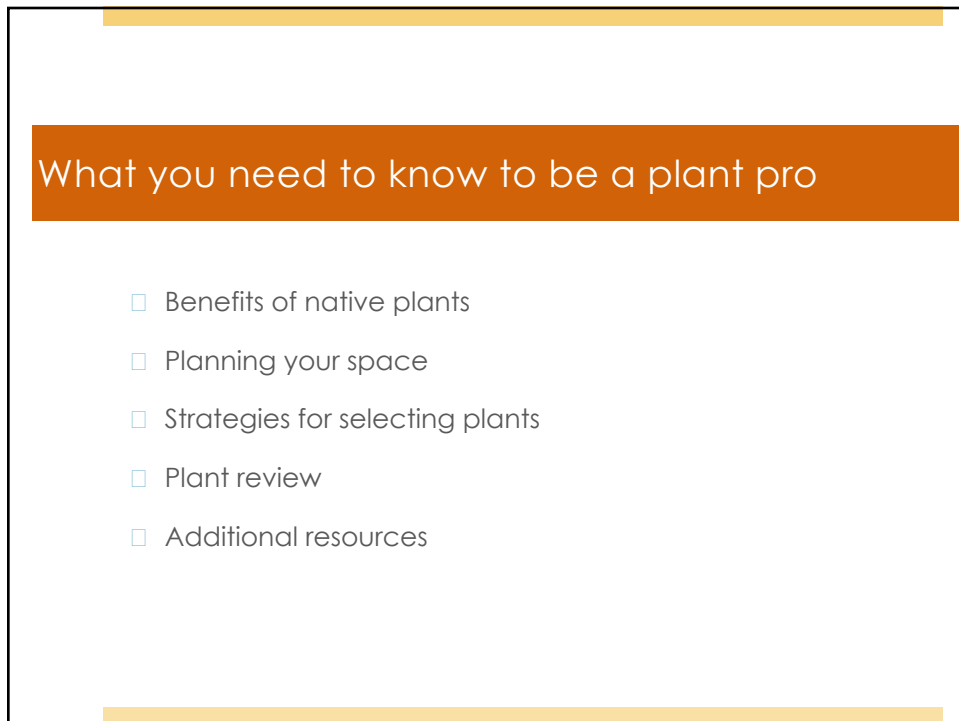 What you need to know to be a plant pro
Benefits of native plants
Planning your space
Strategies for selecting plants
Plant review
Additional resources